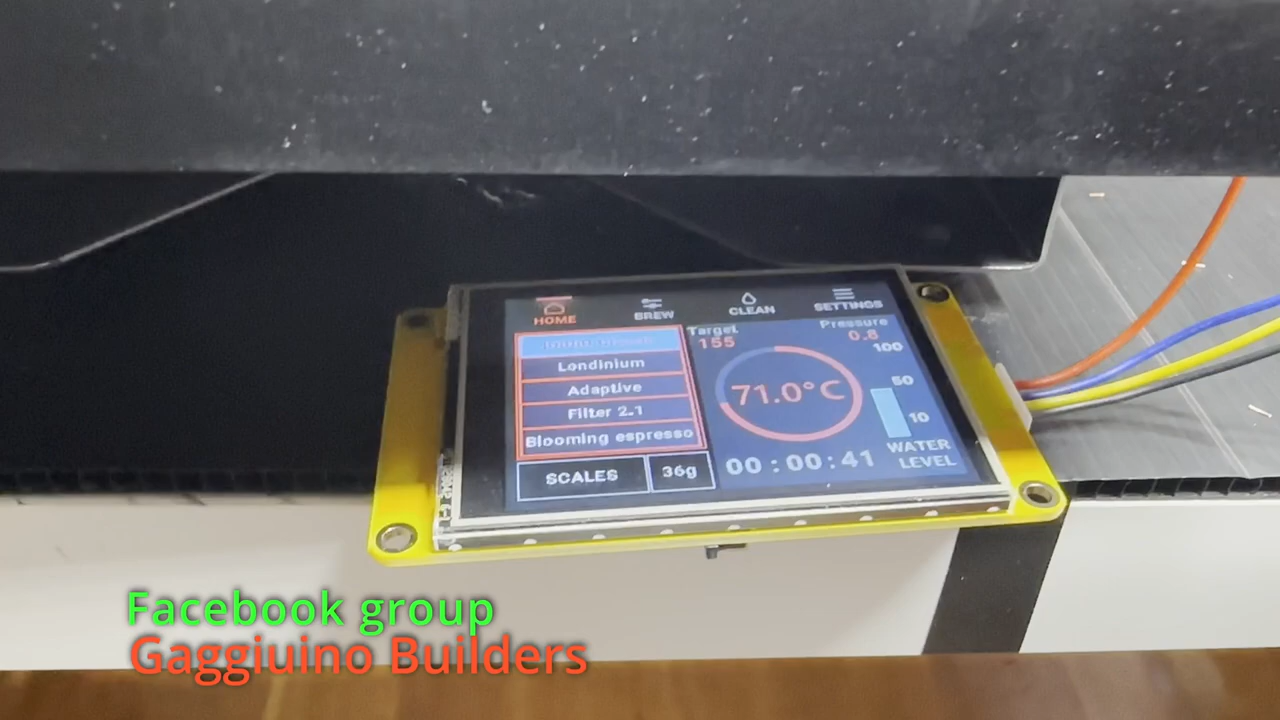 HOME
BREW
CLEAN
SETTINGS
Target
155
Pressure
0.8
Londinium
Adaptive
Filter 2.1
Blooming espresso
SCALES
36g
71.0°C
100
50
10
WATER
LEVEL
00:00:41
Facebook group
Gaggiuino Builders